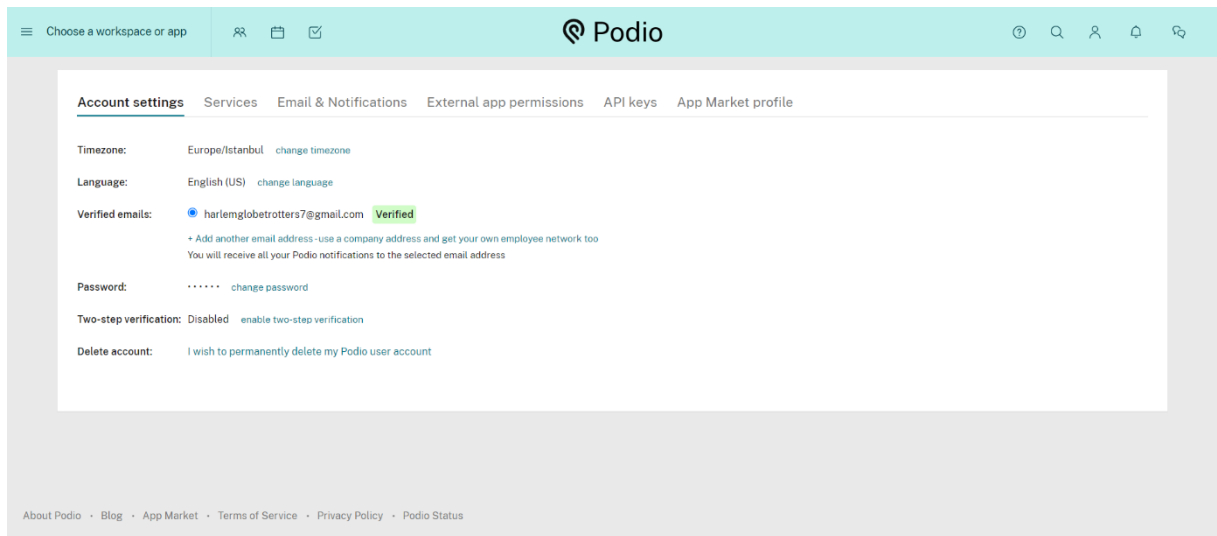 Choose a workspace or app
Podio
Account settings Services Email & Notifications External app permissions API keys App Market profile
Timezone: Europe/Istanbul change timezone
Language: English (US) change language
Verified emails: harlemglobetrotters7@gmail.com Verified
+ Add another email address - use a company address and get your own employee network too
You will receive all your Podio notifications to the selected email address
Password: ······ change password
Two-step verification: Disabled enable two-step verification
Delete account: I wish to permanently delete my Podio user account
About Podio · Blog · App Market · Terms of Service · Privacy Policy · Podio Status